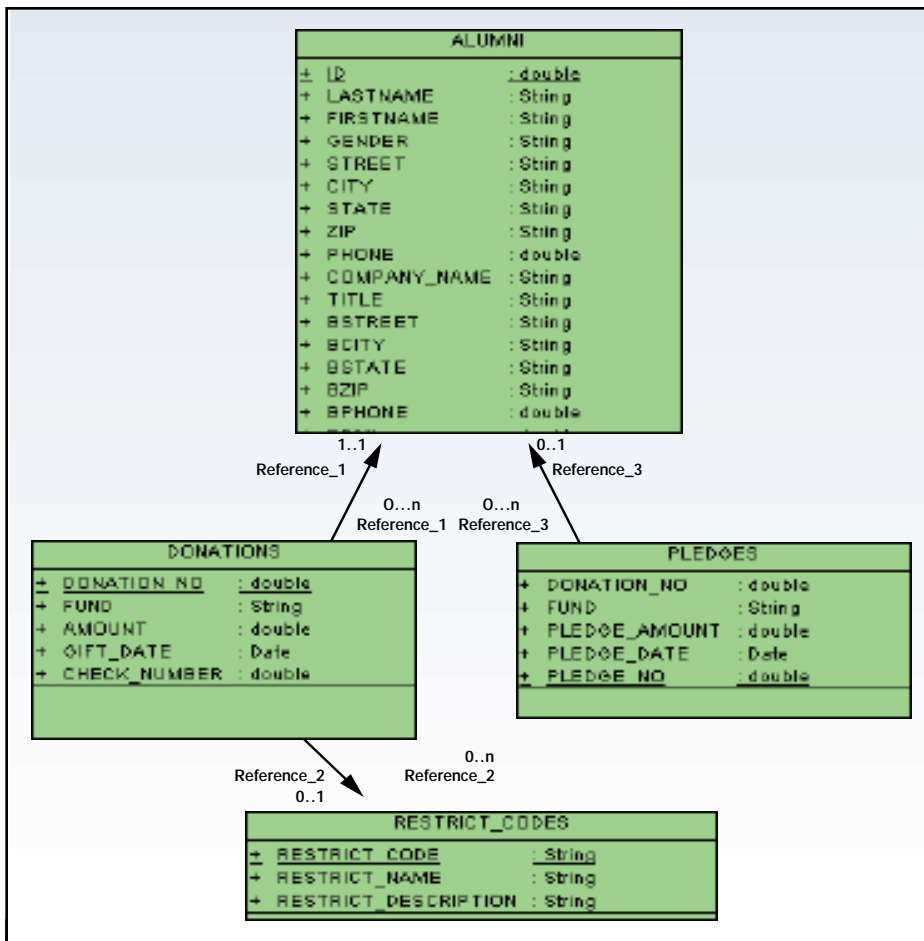 ALUMNI
+ ID : double
+ LASTNAME : String
+ FIRSTNAME : String
+ GENDER : String
+ STREET : String
+ CITY : String
+ STATE : String
+ ZIP : String
+ PHONE : double
+ COMPANY_NAME : String
+ TITLE : String
+ BSTREET : String
+ BCITY : String
+ BSTATE : String
+ BZIP : String
+ BPHONE : double
1..1 0..1
Reference_1 Reference_3
0...n 0...n
Reference_1 Reference_3
DONATIONS
+ DONATION_NO : double
+ FUND : String
+ AMOUNT : double
+ GIFT_DATE : Date
+ CHECK_NUMBER : double
PLEDGES
+ DONATION_NO : double
+ FUND : String
+ PLEDGE_AMOUNT : double
+ PLEDGE_DATE : Date
+ PLEDGE_NO : double
0..n
Reference_2 Reference_2
0..1
RESTRICT_CODES
+ RESTRICT_CODE : String
+ RESTRICT_NAME : String
+ RESTRICT_DESCRIPTION : String